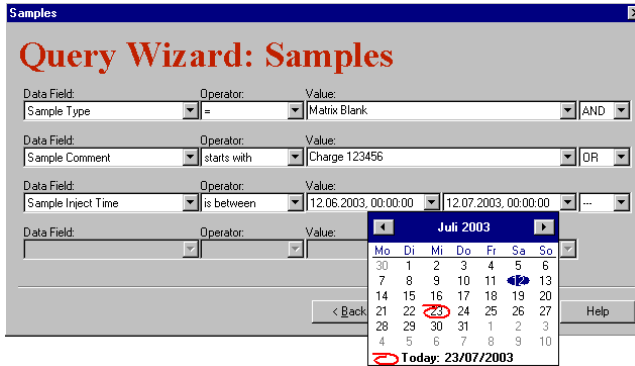 Samples
Query Wizard: Samples
Data Field: Operator: Value:
Sample Type = Matrix Blank AND
Data Field: Operator: Value:
Sample Comment starts with Charge 123456 OR
Data Field: Operator: Value:
Sample Inject Time is between 12.06.2003, 00:00:00 12.07.2003, 00:00:00 ---
Data Field: Operator: Value:
Juli 2003
Mo Di Mi Do Fr Sa So
30 1 2 3 4 5 6
7 8 9 10 11 12 13
14 15 16 17 18 19 20
21 22 23 24 25 26 27
28 29 30 31 1 2 3
4 5 6 7 8 9 10
Today: 23/07/2003
< Back Help